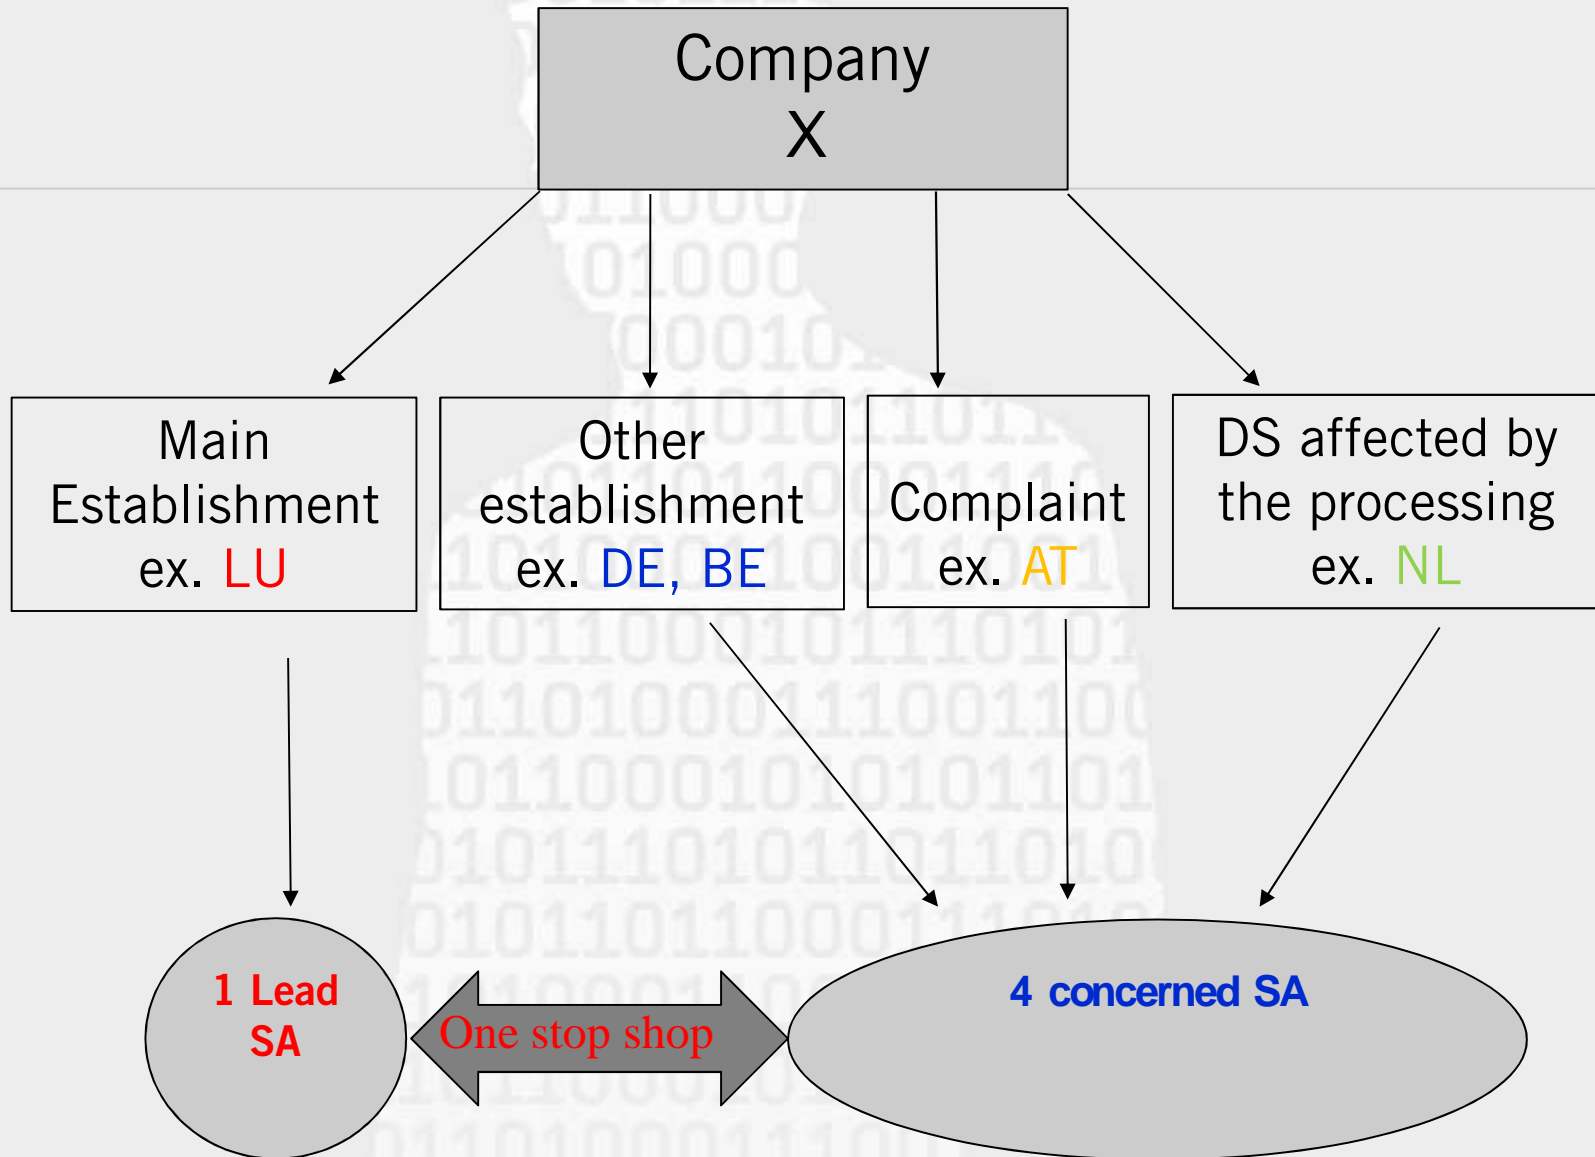 Company
X
Main
Establishment
ex. LU
Other
establishment
ex. DE, BE
Complaint
ex. AT
DS affected by
the processing
ex. NL
1 Lead
SA
One stop shop
4 concerned SA